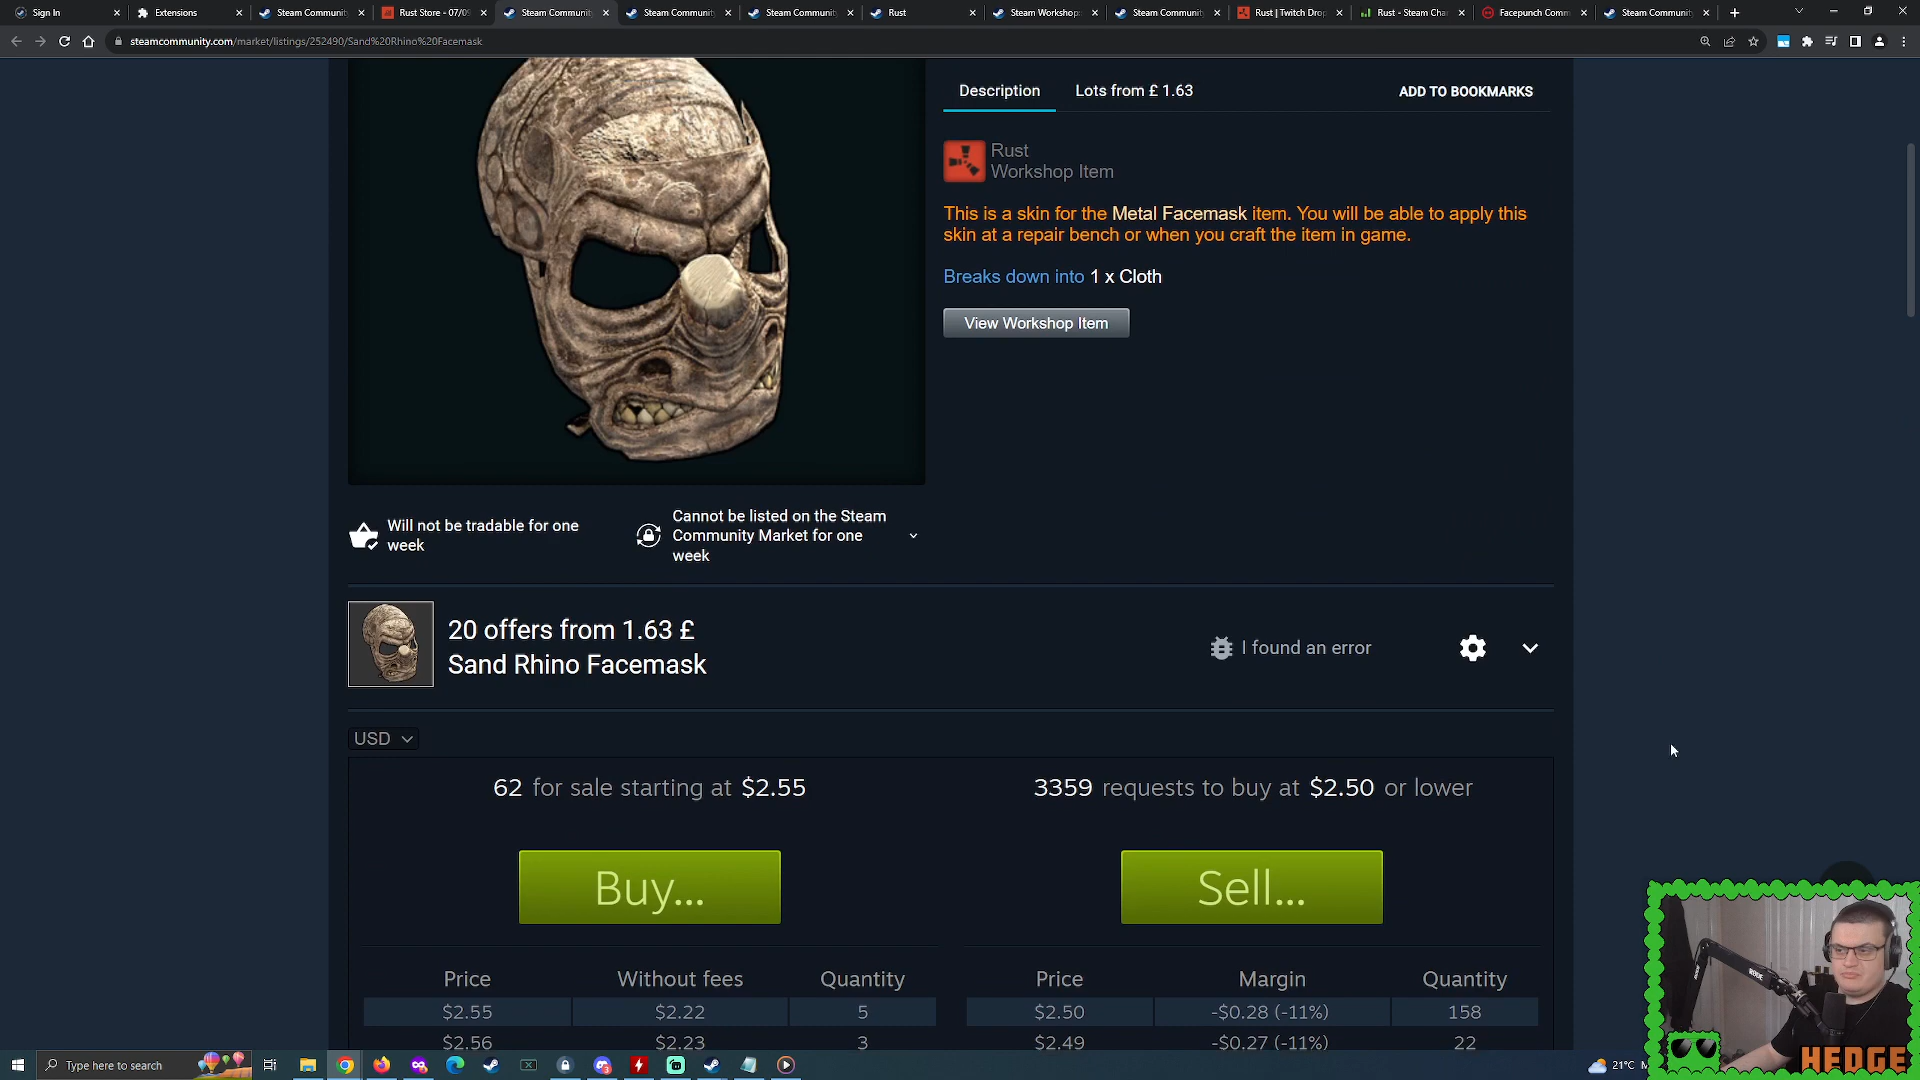 Sign In
Extensions
Steam Communit
Rust Store - 07/09
Steam Communit
Steam Communit
Steam Communit
Rust
Steam Workshop:
Steam Communit
Rust | Twitch Drop
Rust - Steam Cha
Facepunch Comm
Steam Communit
steamcommunity.com/market/listings/252490/Sand%20Rhino%20Facemask
Description
Lots from £ 1.63
ADD TO BOOKMARKS
Rust
Workshop Item
This is a skin for the Metal Facemask item. You will be able to apply this
skin at a repair bench or when you craft the item in game.
Breaks down into 1 x Cloth
View Workshop Item
Will not be tradable for one
week
Cannot be listed on the Steam
Community Market for one
week
20 offers from 1.63 £
Sand Rhino Facemask
I found an error
USD
62 for sale starting at $2.55
3359 requests to buy at $2.50 or lower
Buy...
Sell...
Price Without fees Quantity
Price Margin Quantity
$2.55 $2.22 5
$2.50 -$0.28 (-11%) 158
$2.56 $2.23 3
$2.49 -$0.27 (-11%) 22
Type here to search
21°C
HEDGE